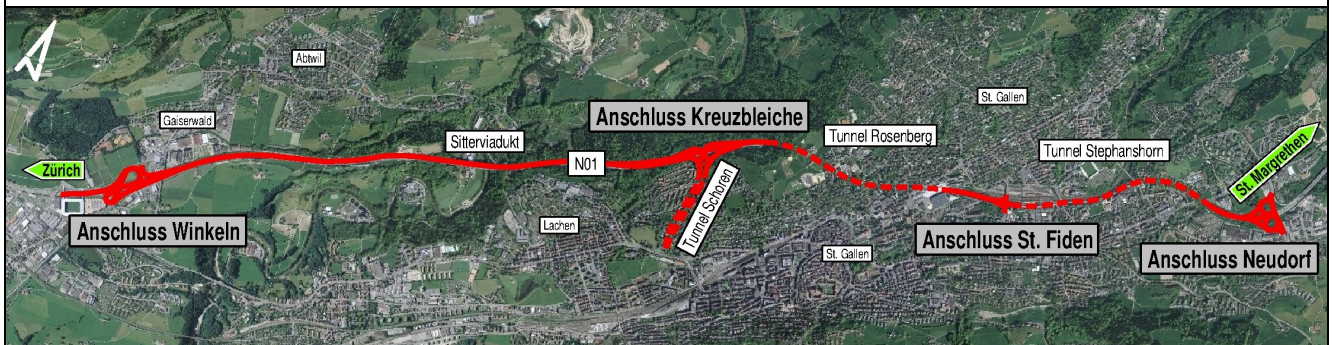 Abtwil
Gaiserwald
Zürich
Anschluss Winkeln
Sitterviadukt
N01
Lachen
Anschluss Kreuzbleiche
Tunnel Schoren
Tunnel Rosenberg
St. Gallen
St. Gallen
Anschluss St. Fiden
Tunnel Stephanshorn
St. Margrethen
Anschluss Neudorf